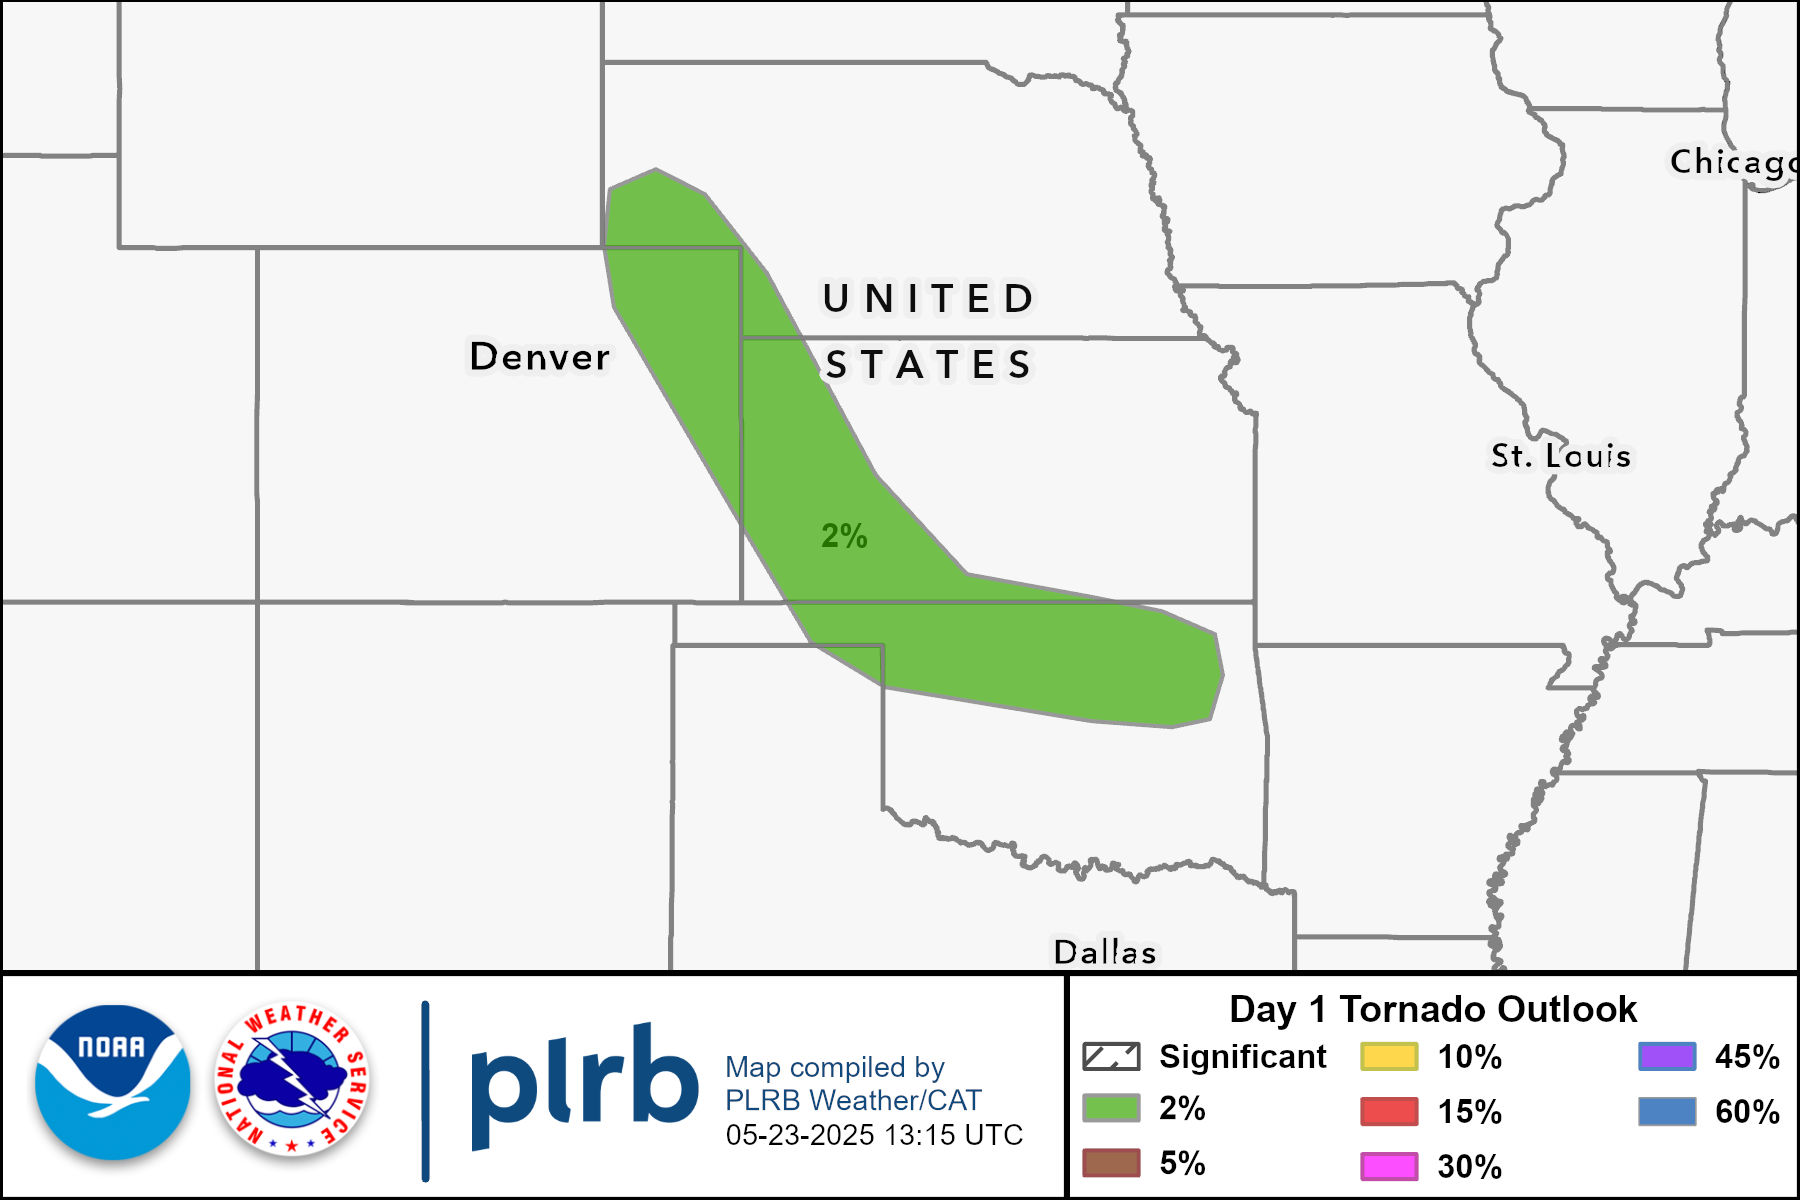 Chicago
UNITED
Denver
STATES
St. Louis
2%
Dallas
NOAA
NATIONAL WEATHER SERVICE
plrb
Map compiled by
PLRB Weather/CAT
05-23-2025 13:15 UTC
Day 1 Tornado Outlook
Significant
2%
5%
10%
15%
30%
45%
60%